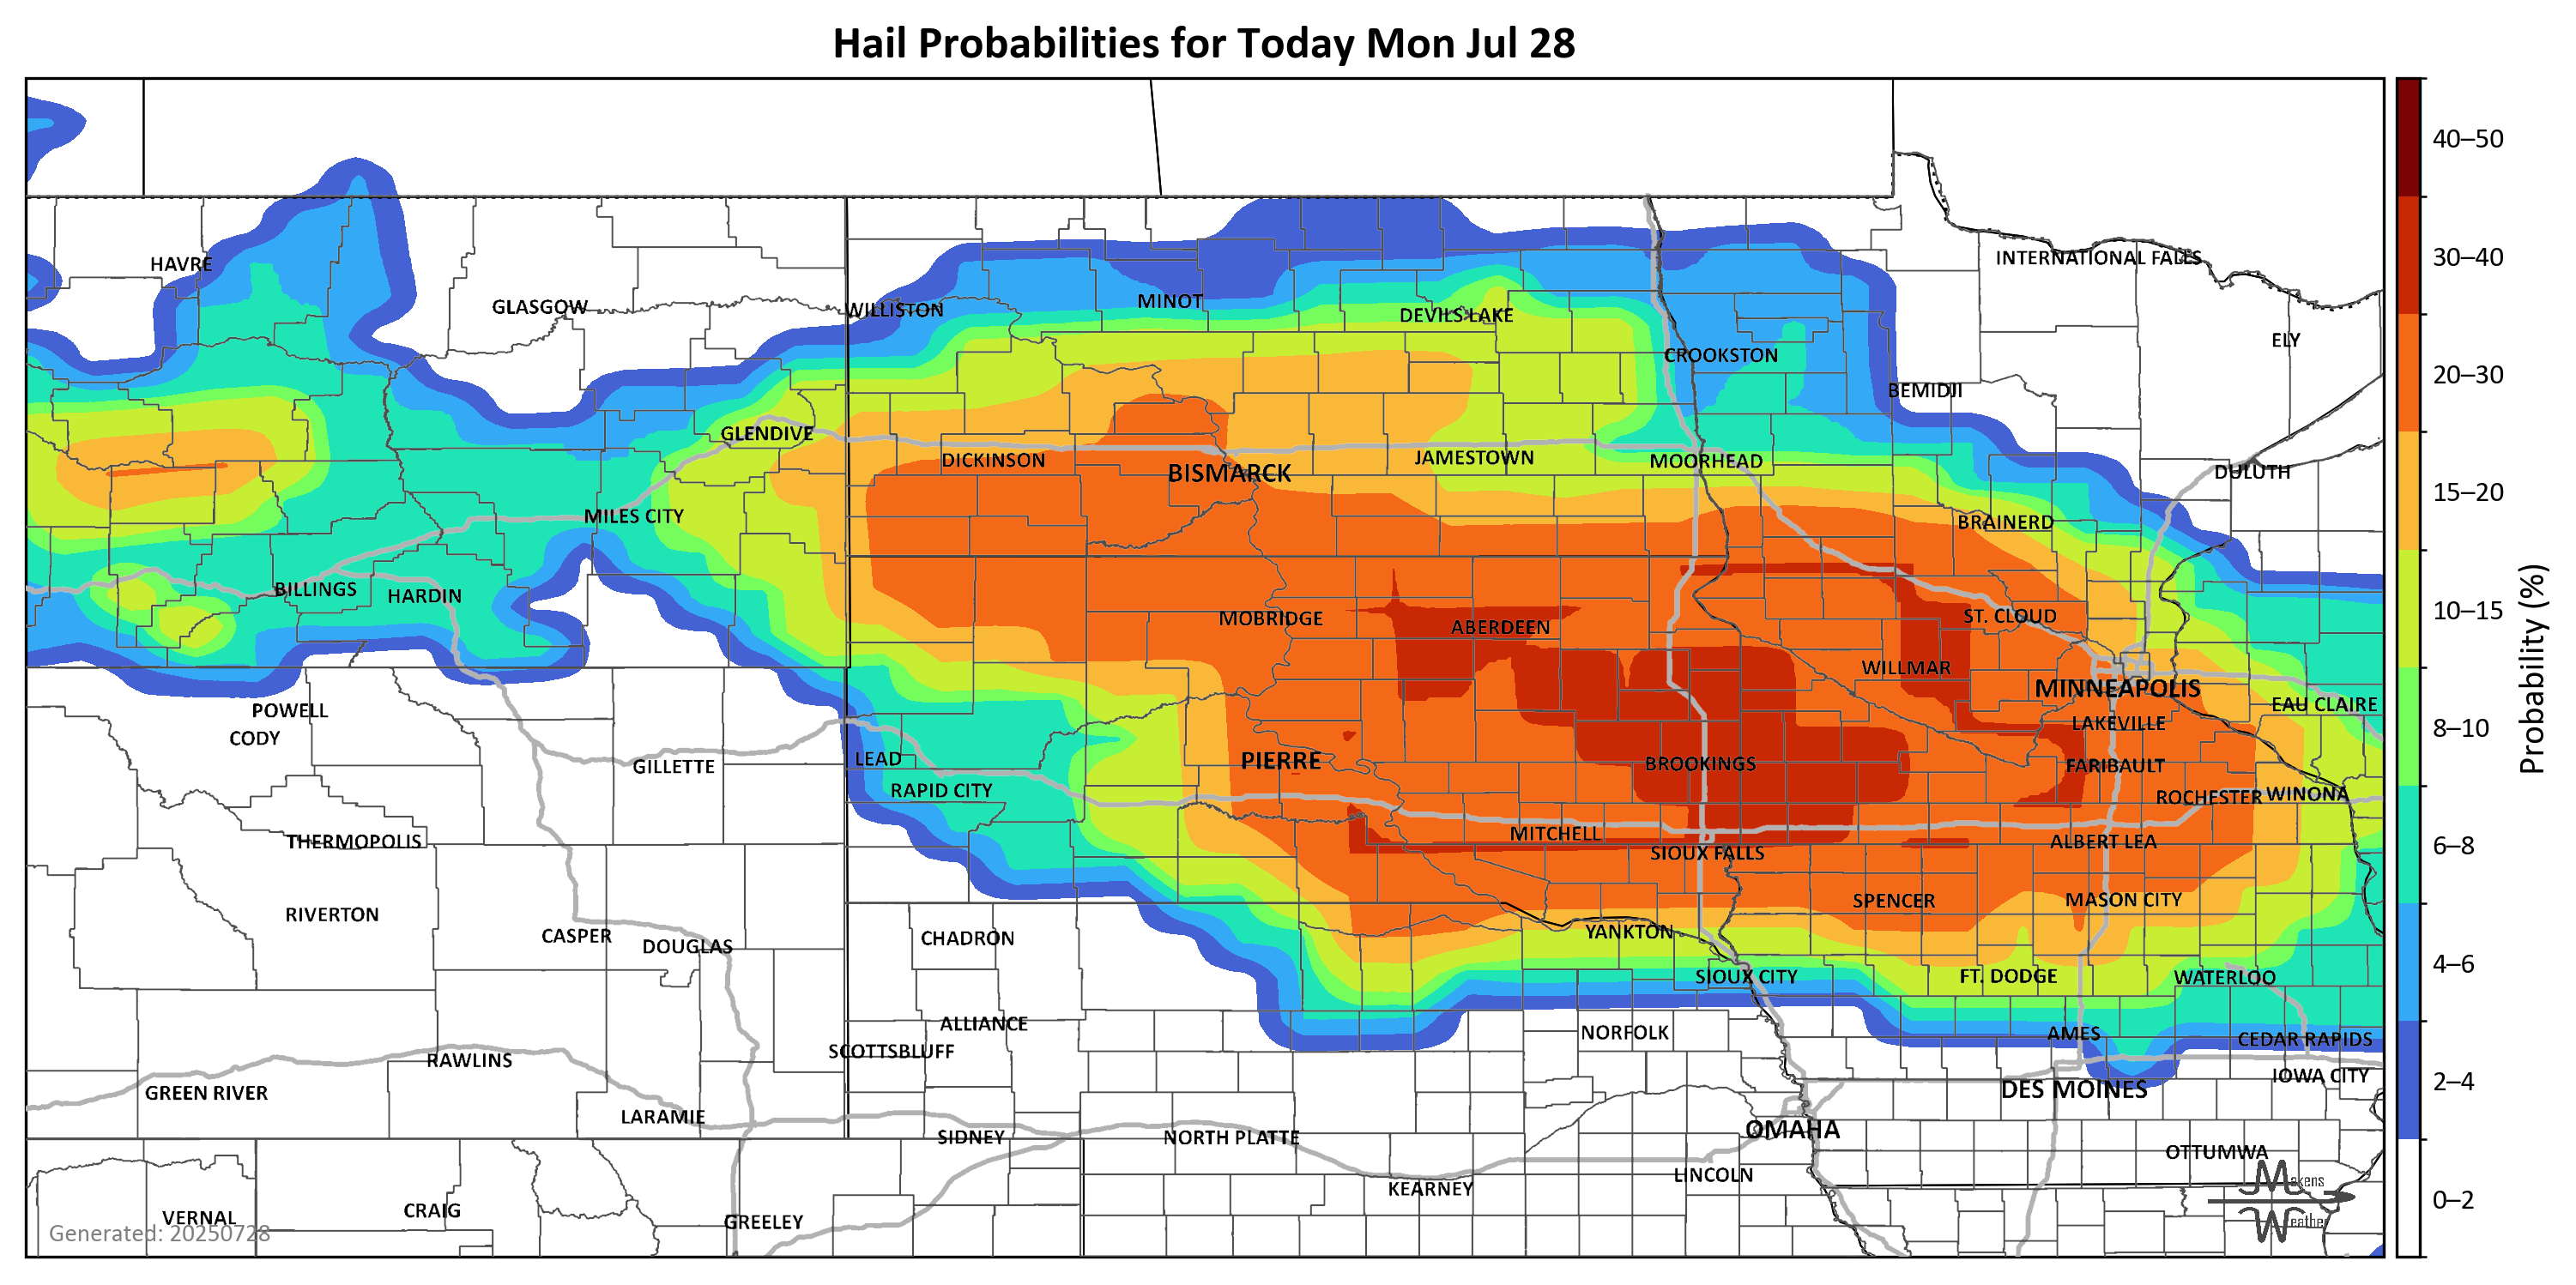 Hail Probabilities for Today Mon Jul 28
40–50
HAVRE
INTERNATIONAL FALLS
30–40
GLASGOW
WILLISTON
MINOT
DEVILS LAKE
CROOKSTON
ELY
20–30
BEMIDJI
GLENDIVE
DICKINSON
BISMARCK
JAMESTOWN
MOORHEAD
DULUTH
15–20
MILES CITY
BRAINERD
BILLINGS
HARDIN
MOBRIDGE
ABERDEEN
ST. CLOUD
10–15
Probability (%)
WILLMAR
MINNEAPOLIS
POWELL
EAU CLAIRE
CODY
LAKEVILLE
8–10
GILLETTE
LEAD
PIERRE
BROOKINGS
FARIBAULT
RAPID CITY
ROCHESTER
WINONA
THERMOPOLIS
MITCHELL
SIOUX FALLS
ALBERT LEA
6–8
RIVERTON
SPENCER
MASON CITY
CASPER
DOUGLAS
CHADRON
YANKTON
SIOUX CITY
FT. DODGE
WATERLOO
4–6
ALLIANCE
NORFOLK
AMES
CEDAR RAPIDS
SCOTTSBLUFF
RAWLINS
GREEN RIVER
DES MOINES
IOWA CITY
2–4
LARAMIE
SIDNEY
NORTH PLATTE
OMAHA
OTTUMWA
LINCOLN
KEARNEY
Makens
Weather
0–2
VERNAL
CRAIG
GREELEY
Generated: 20250728